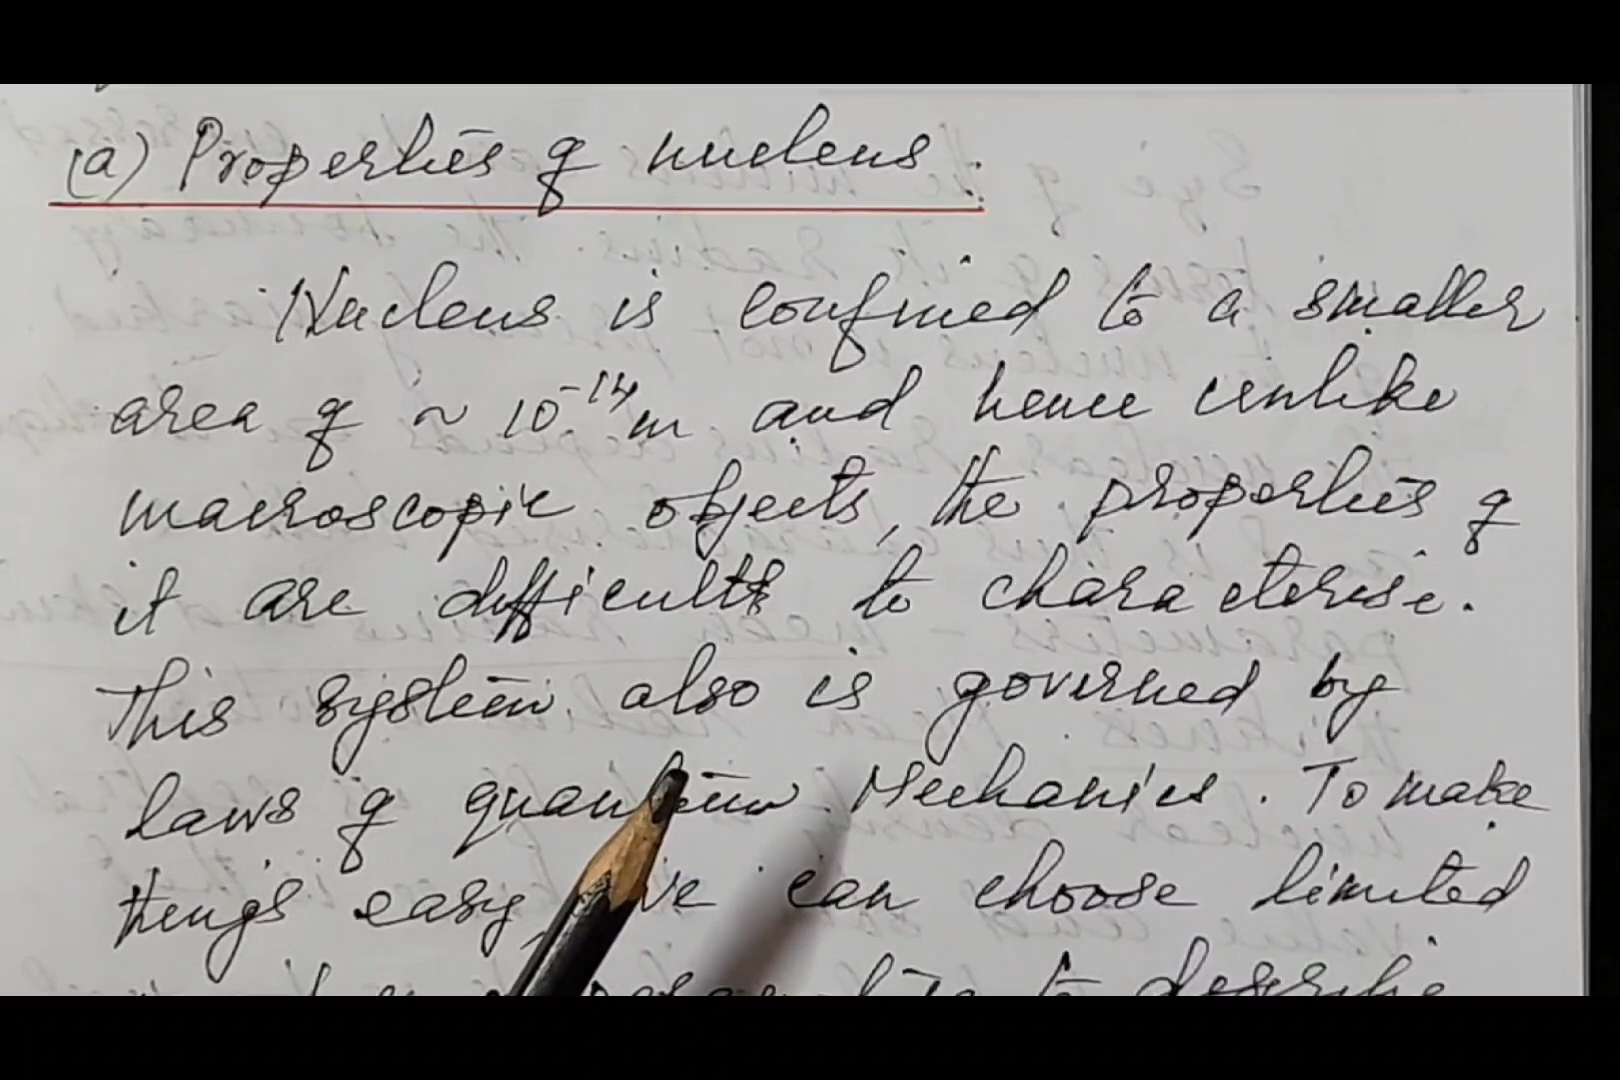 (a) Properties of nucleus :
Nucleus is confined to a smaller
area of ~ 10⁻¹⁴m and hence unlike
macroscopic objects, the properties of
it are difficult to characterise.
This system also is governed by
laws of quantum Mechanics. To make
things easy, we can choose limited
to describe